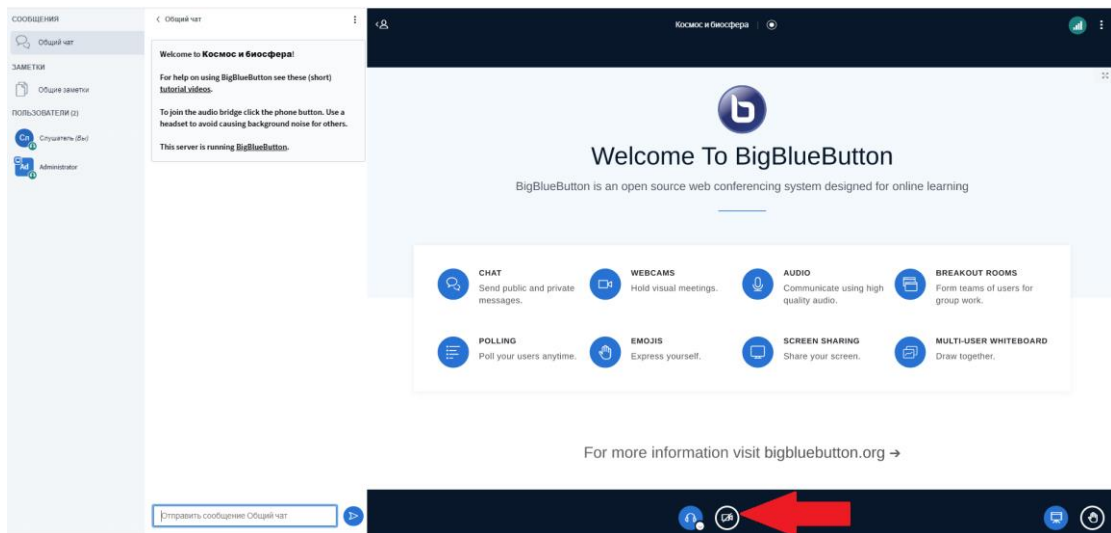 СООБЩЕНИЯ
Общий чат
ЗАМЕТКИ
Общие заметки
ПОЛЬЗОВАТЕЛИ (2)
Сл
Слушатель (Вы)
Ad
Administrator
Общий чат
Welcome to Космос и биосфера!
For help on using BigBlueButton see these (short)
tutorial videos.
To join the audio bridge click the phone button. Use a
headset to avoid causing background noise for others.
This server is running BigBlueButton.
Отправить сообщение Общий чат
Космос и биосфера
b
Welcome To BigBlueButton
BigBlueButton is an open source web conferencing system designed for online learning
CHAT
Send public and private
messages.
WEBCAMS
Hold visual meetings.
AUDIO
Communicate using high
quality audio.
BREAKOUT ROOMS
Form teams of users for
group work.
POLLING
Poll your users anytime.
EMOJIS
Express yourself.
SCREEN SHARING
Share your screen.
MULTI-USER WHITEBOARD
Draw together.
For more information visit bigbluebutton.org →